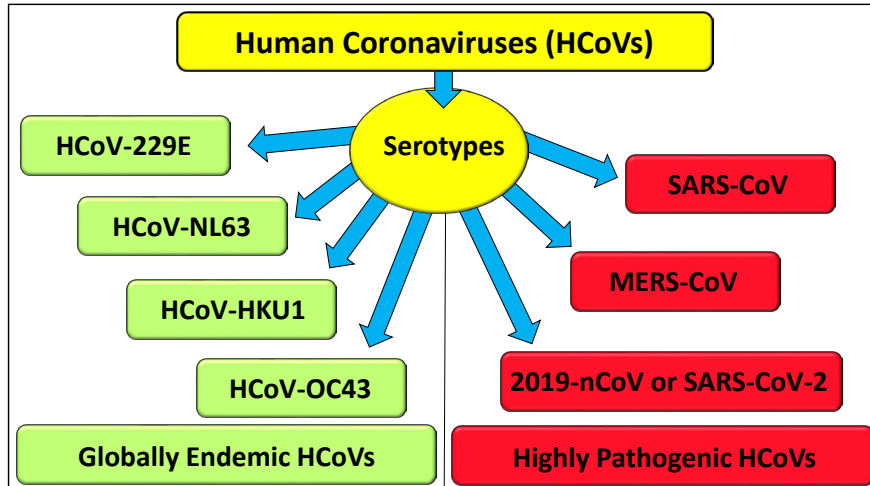 Human Coronaviruses (HCoVs)
Serotypes
HCoV-229E
HCoV-NL63
HCoV-HKU1
HCoV-OC43
Globally Endemic HCoVs
SARS-CoV
MERS-CoV
2019-nCoV or SARS-CoV-2
Highly Pathogenic HCoVs